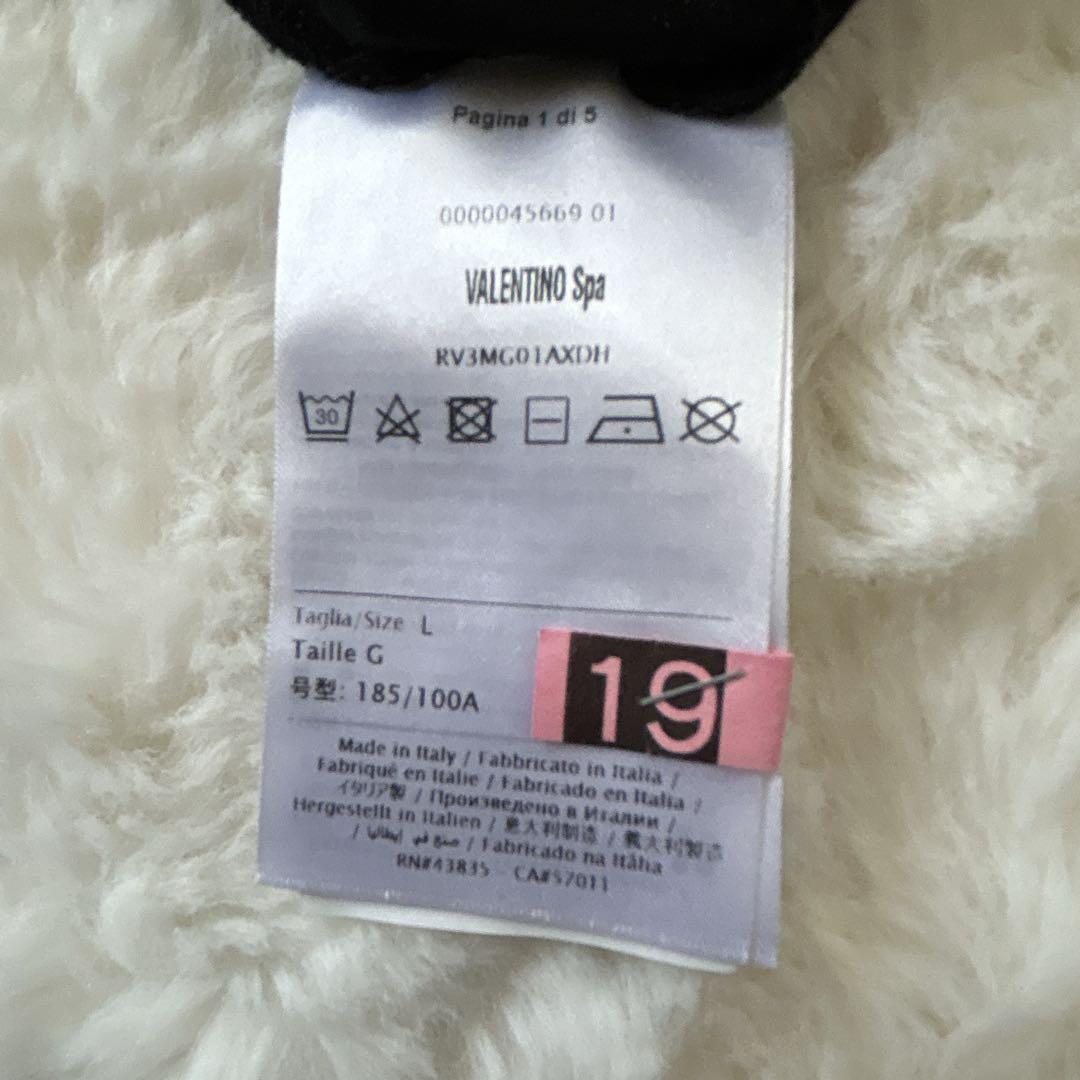 Pagina 1 di 5
0000045669 01
VALENTINO Spa
RV3MG01AXDH
30
Taglia/Size L
Taille G
号型: 185/100A
19
Made in Italy / Fabbricato in Italia /
Fabriqué en Italie / Fabricado en Italia /
イタリア製 / Произведено в Италии /
Hergestellt in Italien / 意大利制造 / 義大利製造
/ صنع في إيطاليا / Fabricado na Itália
RN#43835 CA#57011